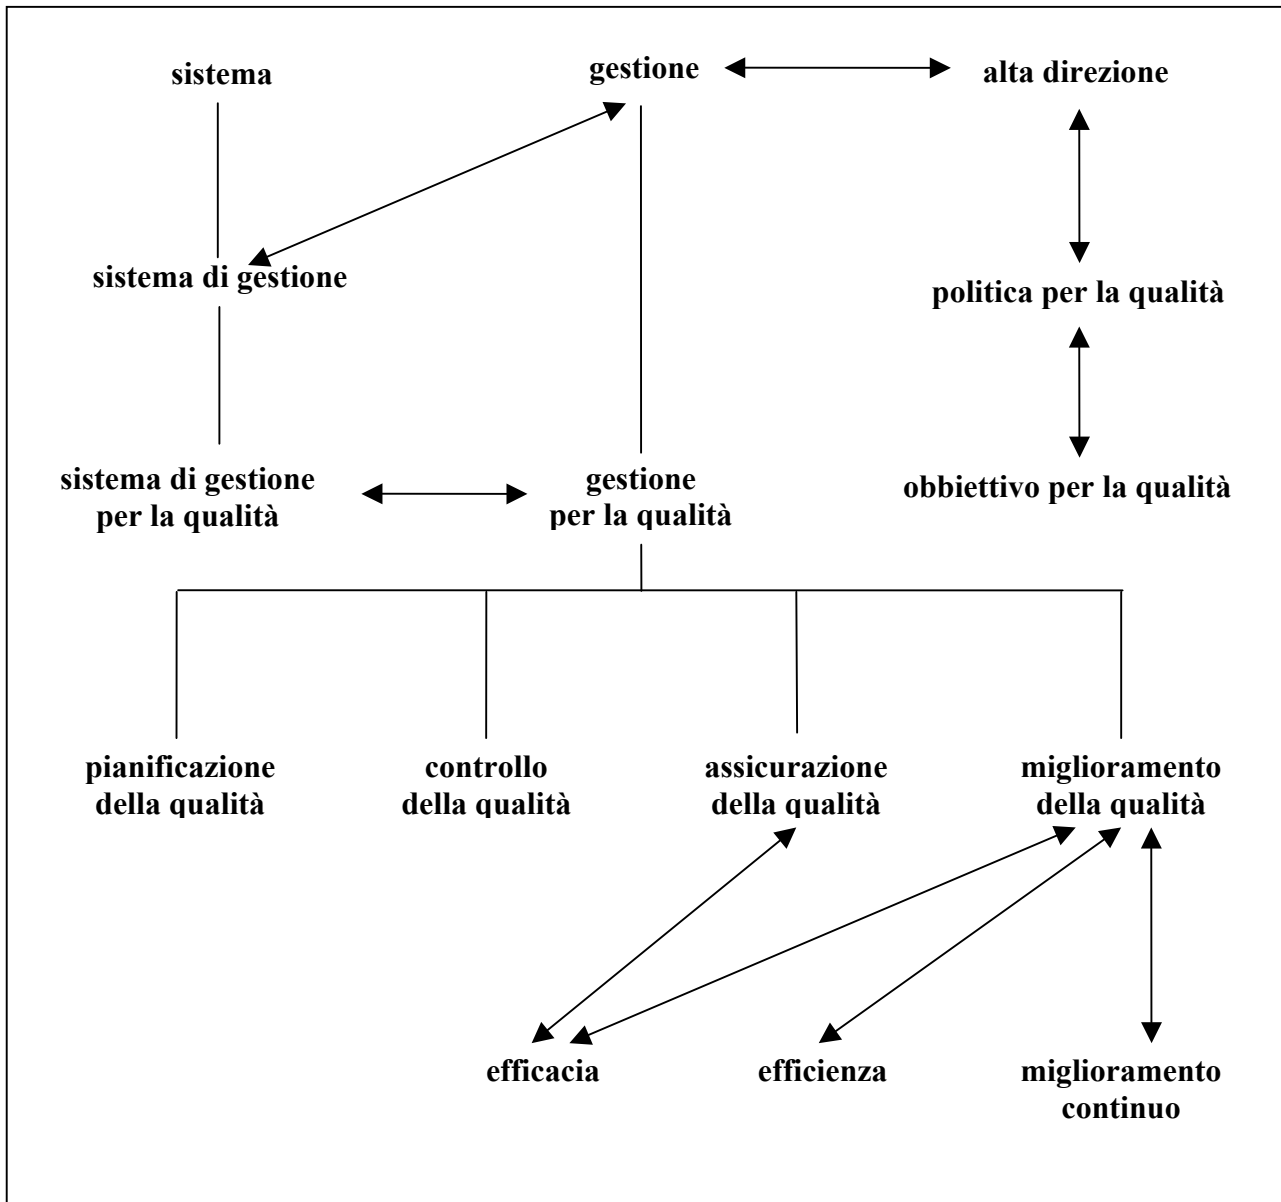 sistema
gestione
alta direzione
sistema di gestione
politica per la qualità
sistema di gestione
per la qualità
gestione
per la qualità
obbiettivo per la qualità
pianificazione
della qualità
controllo
della qualità
assicurazione
della qualità
miglioramento
della qualità
efficacia
efficienza
miglioramento
continuo